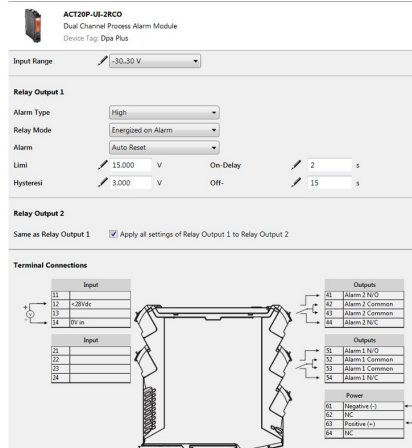 ACT20P-UI-2RCO
Dual Channel Process Alarm Module
Device Tag: Dpa Plus
Input Range -30..30 V
Relay Output 1
Alarm Type High
Relay Mode Energized on Alarm
Alarm Auto Reset
Limi 15.000 V On-Delay 2 s
Hysteresi 3.000 V Off- 15 s
Relay Output 2
Same as Relay Output 1 Apply all settings of Relay Output 1 to Relay Output 2
Terminal Connections
Input
11
12 <28Vdc
13
14 0V in
Input
21
22
23
24
Outputs
41 Alarm 2 N/O
42 Alarm 2 Common
43 Alarm 2 Common
44 Alarm 2 N/C
Outputs
51 Alarm 1 N/O
52 Alarm 1 Common
53 Alarm 1 Common
54 Alarm 1 N/C
Power
61 Negative (-)
62 NC
63 Positive (+)
64 NC